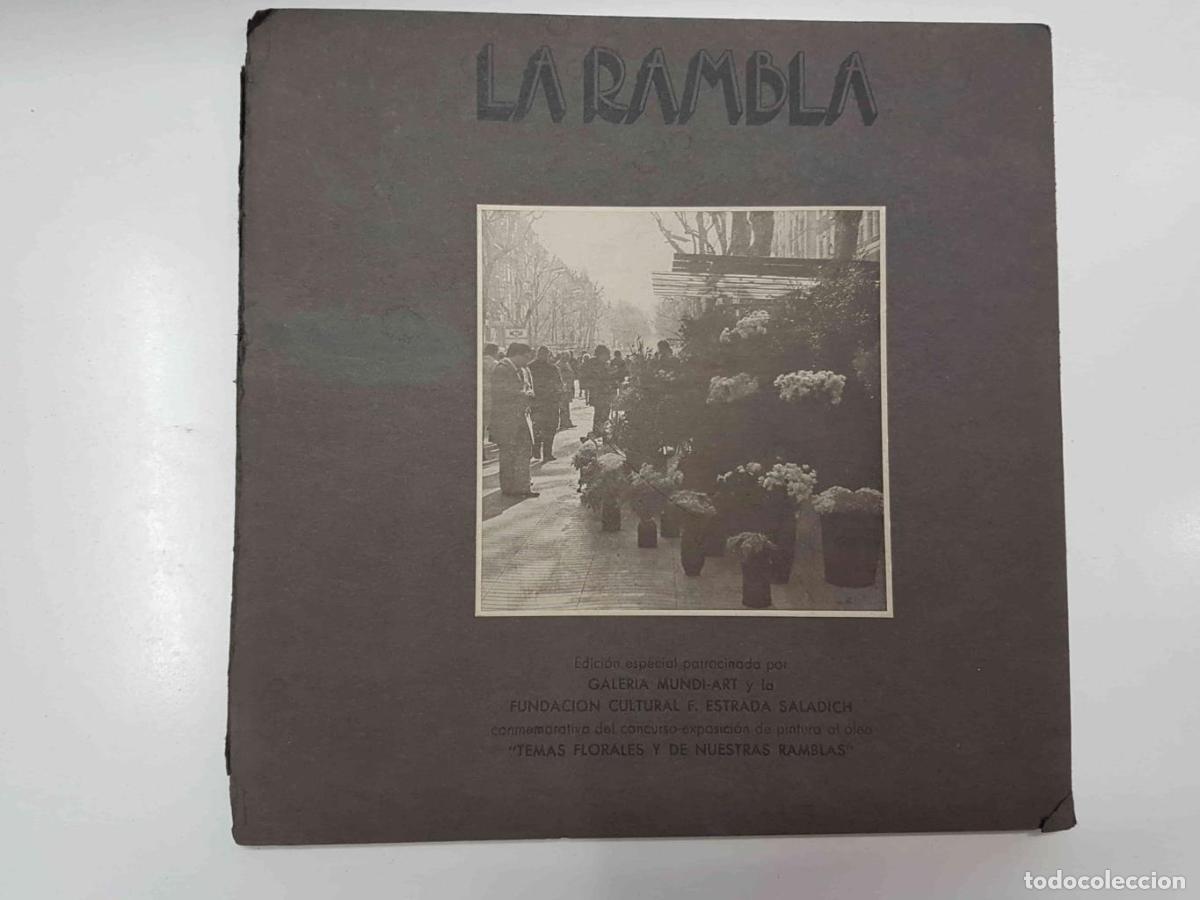 LA RAMBLA
Edición especial patrocinada por
GALERIA MUNDI-ART y la
FUNDACION CULTURAL F. ESTRADA SALADICH
conmemorativa del concurso-exposición de pintura al óleo
"TEMAS FLORALES Y DE NUESTRAS RAMBLAS"
todocoleccion